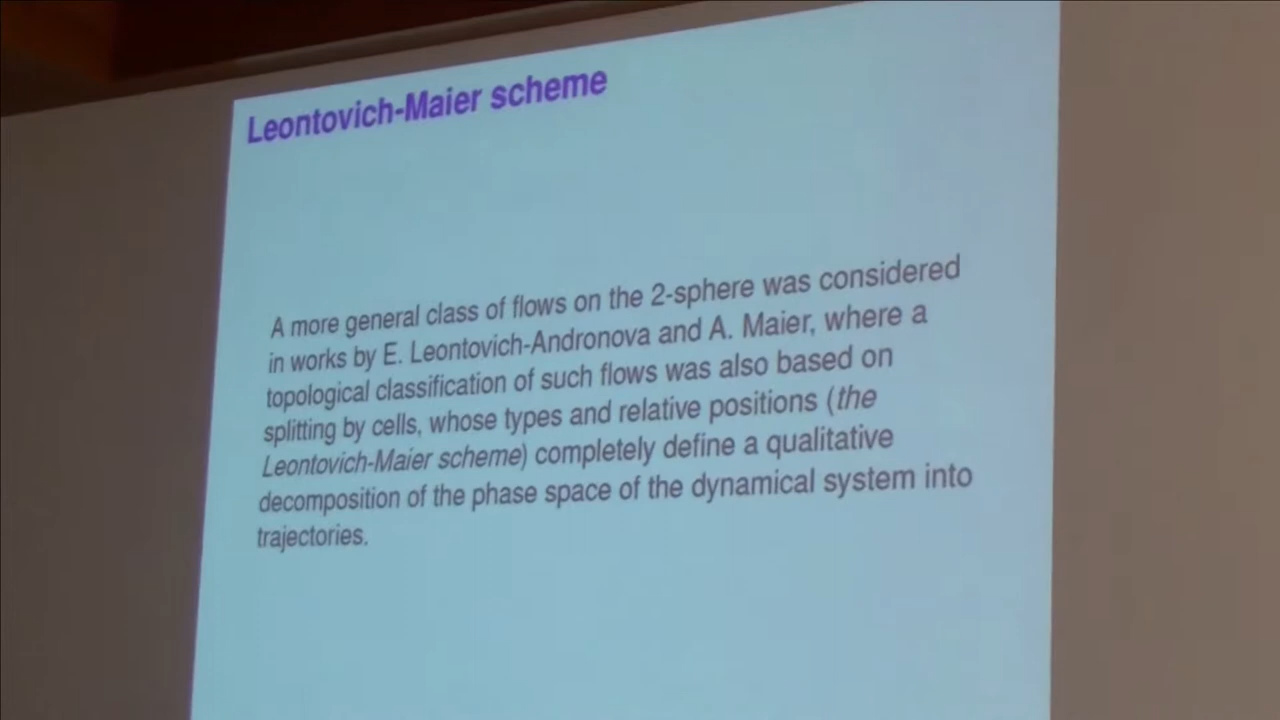 Leontovich-Maier scheme
A more general class of flows on the 2-sphere was considered
in works by E. Leontovich-Andronova and A. Maier, where a
topological classification of such flows was also based on
splitting by cells, whose types and relative positions (the
Leontovich-Maier scheme) completely define a qualitative
decomposition of the phase space of the dynamical system into
trajectories.